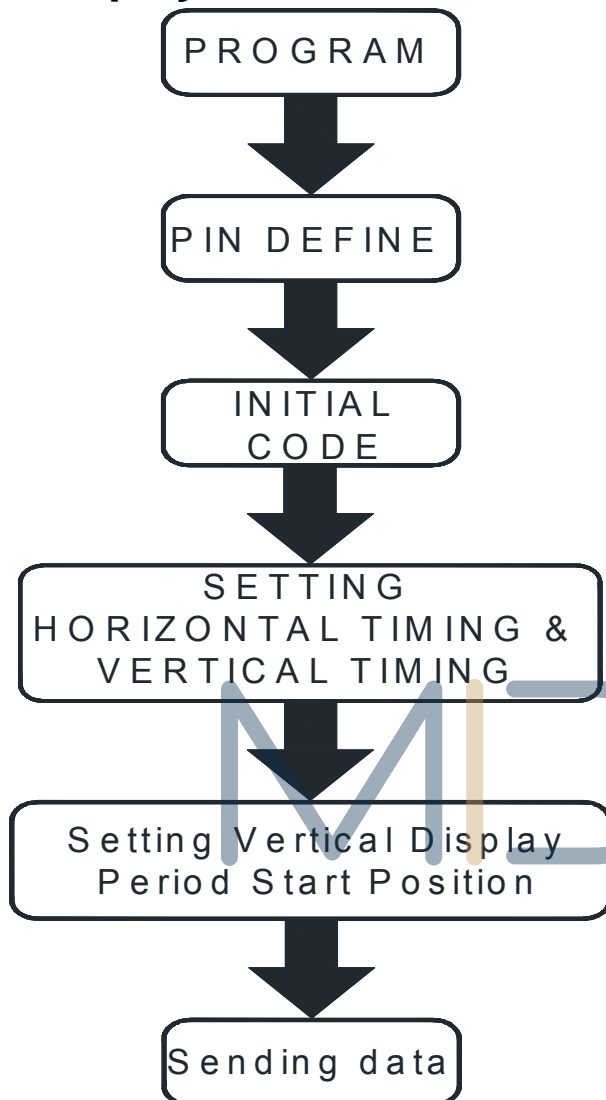 PROGRAM
PIN DEFINE
INITIAL
CODE
SETTING
HORIZONTAL TIMING &
VERTICAL TIMING
Setting Vertical Display
Period Start Position
Sending data